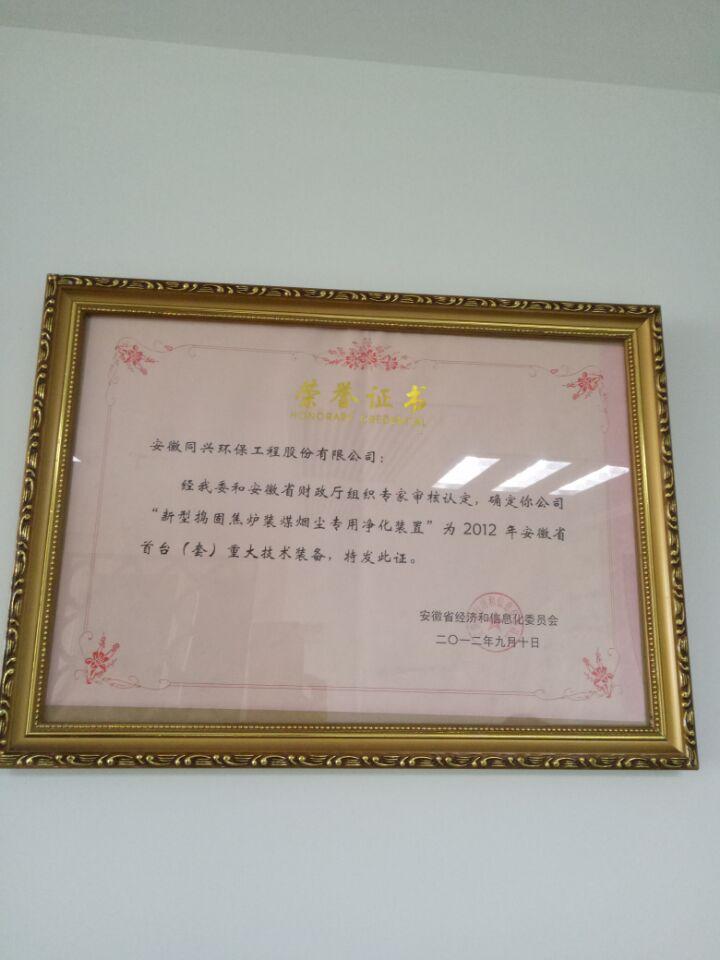 荣誉证书
HONORARY CREDENTIAL
安徽同兴环保工程股份有限公司：
经我委和安徽省财政厅组织专家审核认定，确定你公司
“新型捣固焦炉装煤烟尘专用净化装置”为 2012 年安徽省
首台（套）重大技术装备，特发此证。
安徽省经济和信息化委员会
二〇一二年九月十日